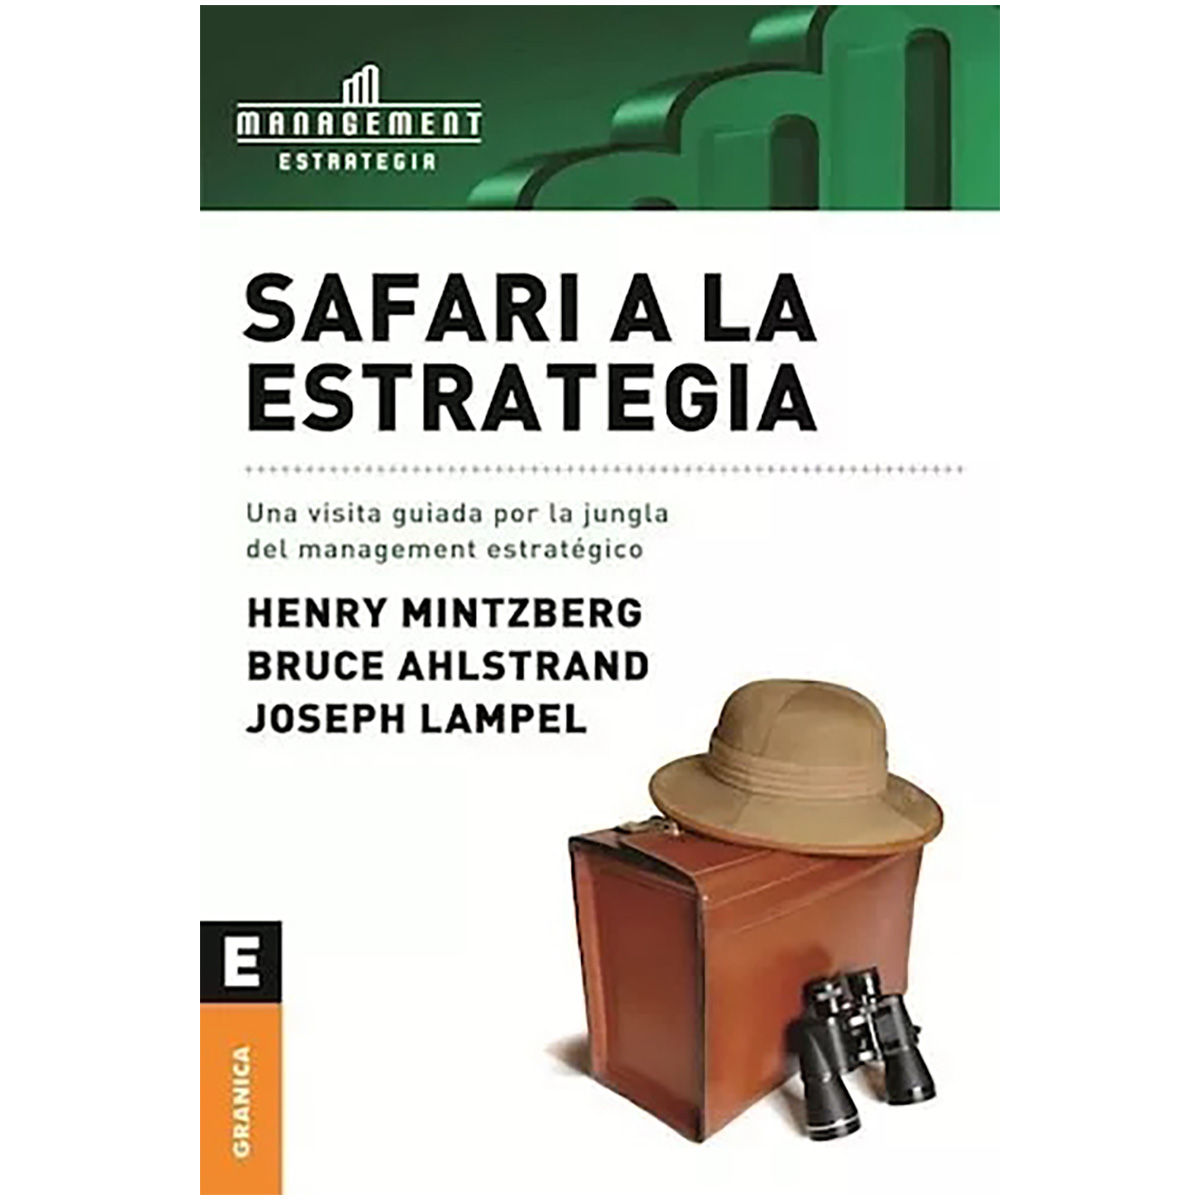 MANAGEMENT
ESTRATEGIA
SAFARI A LA
ESTRATEGIA
Una visita guiada por la jungla
del management estratégico
HENRY MINTZBERG
BRUCE AHLSTRAND
JOSEPH LAMPEL
E
GRANICA